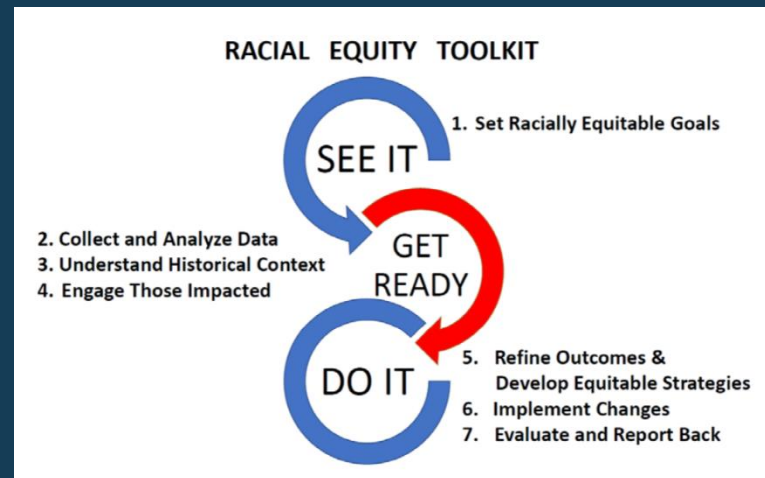 RACIAL EQUITY TOOLKIT
SEE IT
1. Set Racially Equitable Goals
2. Collect and Analyze Data
3. Understand Historical Context
4. Engage Those Impacted
GET
READY
DO IT
5. Refine Outcomes &
Develop Equitable Strategies
6. Implement Changes
7. Evaluate and Report Back